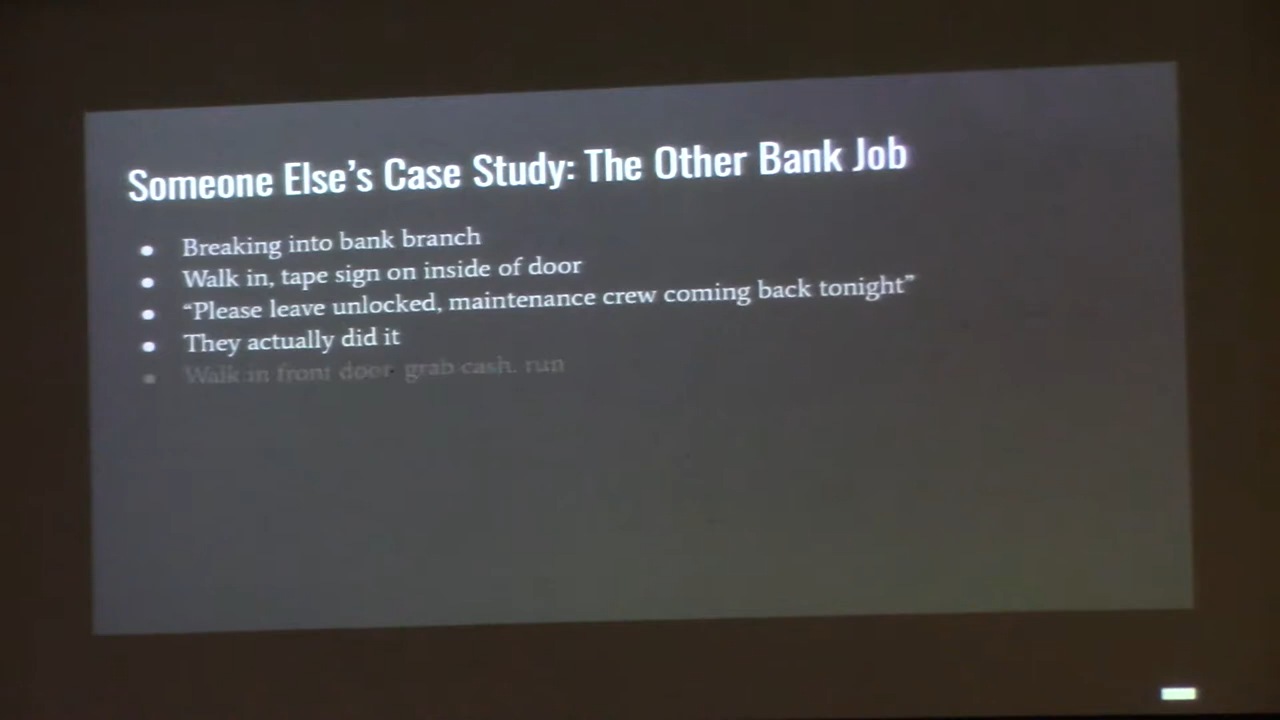 Someone Else’s Case Study: The Other Bank Job
● Breaking into bank branch
● Walk in, tape sign on inside of door
● “Please leave unlocked, maintenance crew coming back tonight”
● They actually did it
● Walk in front door, grab cash, run